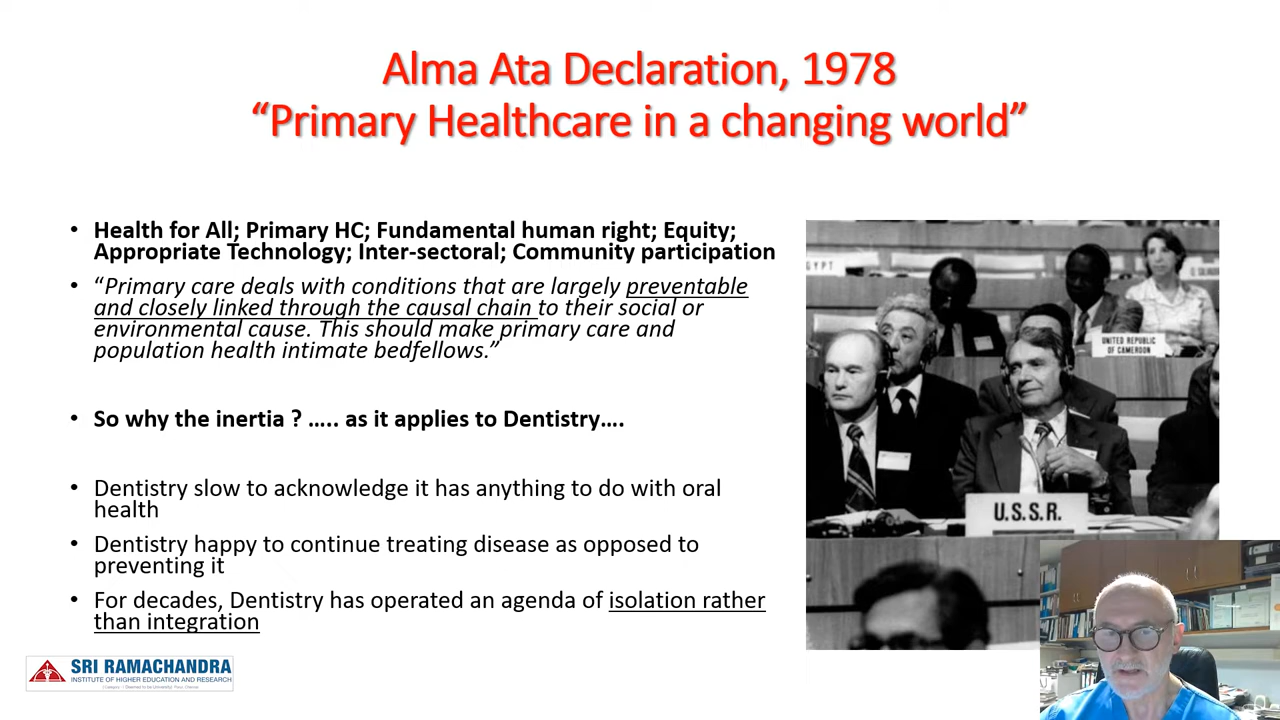 Alma Ata Declaration, 1978
“Primary Healthcare in a changing world”
• Health for All; Primary HC; Fundamental human right; Equity;
Appropriate Technology; Inter-sectoral; Community participation
• “Primary care deals with conditions that are largely preventable
and closely linked through the causal chain to their social or
environmental cause. This should make primary care and
population health intimate bedfellows.”
• So why the inertia ? ….. as it applies to Dentistry….
• Dentistry slow to acknowledge it has anything to do with oral
health
• Dentistry happy to continue treating disease as opposed to
preventing it
• For decades, Dentistry has operated an agenda of isolation rather
than integration
UNITED REPUBLIC
OF CAMEROON
U.S.S.R.
SRI RAMACHANDRA
INSTITUTE OF HIGHER EDUCATION AND RESEARCH